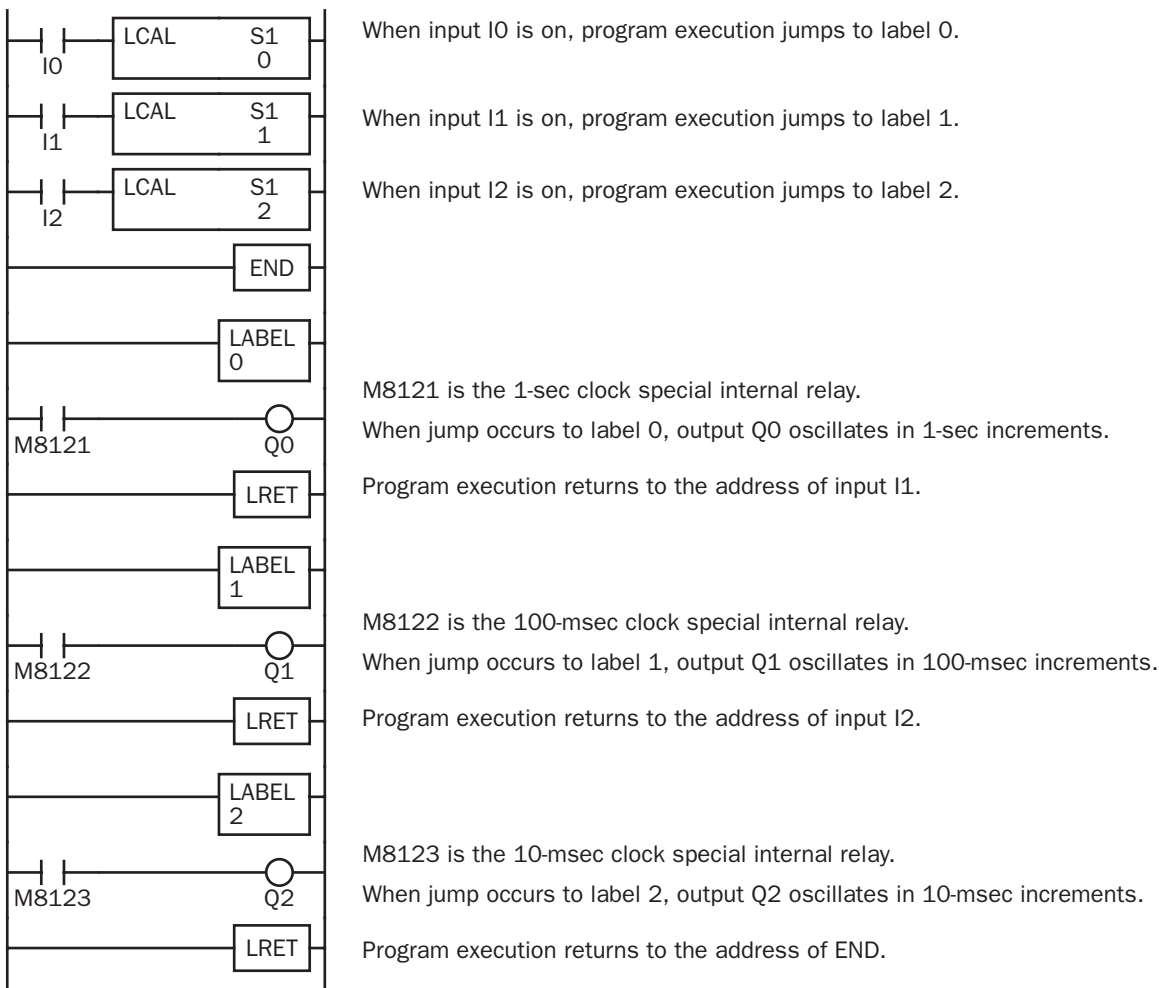 LCAL S1
0
I0
When input I0 is on, program execution jumps to label 0.
LCAL S1
1
I1
When input I1 is on, program execution jumps to label 1.
LCAL S1
2
I2
When input I2 is on, program execution jumps to label 2.
END
LABEL
0
M8121 is the 1-sec clock special internal relay.
M8121 Q0
When jump occurs to label 0, output Q0 oscillates in 1-sec increments.
LRET
Program execution returns to the address of input I1.
LABEL
1
M8122 is the 100-msec clock special internal relay.
M8122 Q1
When jump occurs to label 1, output Q1 oscillates in 100-msec increments.
LRET
Program execution returns to the address of input I2.
LABEL
2
M8123 is the 10-msec clock special internal relay.
M8123 Q2
When jump occurs to label 2, output Q2 oscillates in 10-msec increments.
LRET
Program execution returns to the address of END.